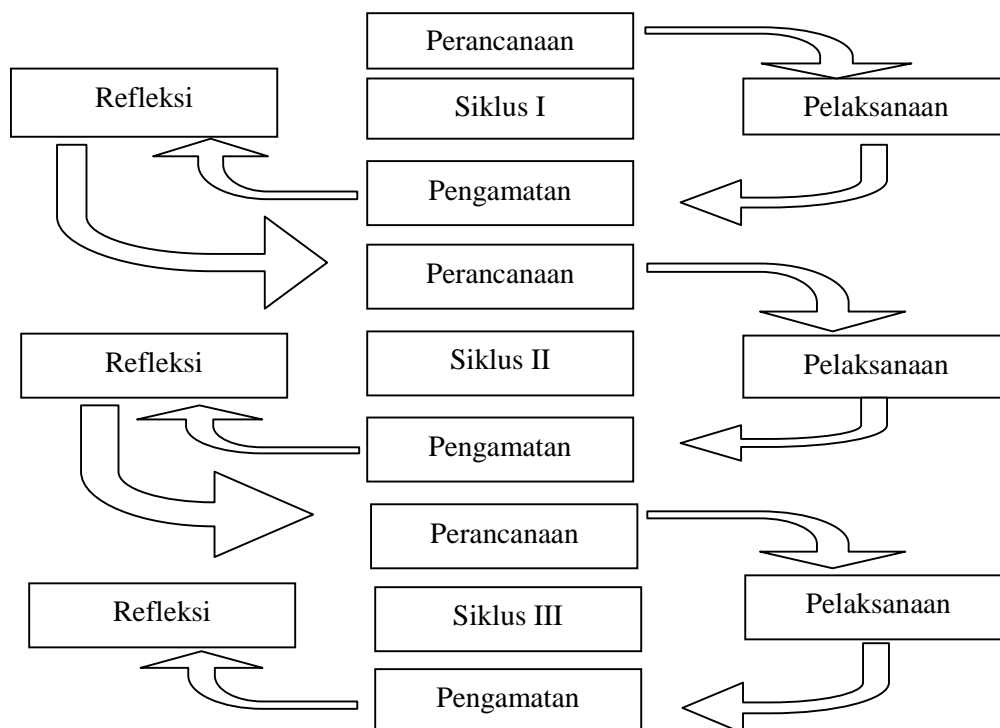 Perancanaan
Refleksi
Siklus I
Pelaksanaan
Pengamatan
Perancanaan
Refleksi
Siklus II
Pelaksanaan
Pengamatan
Perancanaan
Refleksi
Siklus III
Pelaksanaan
Pengamatan